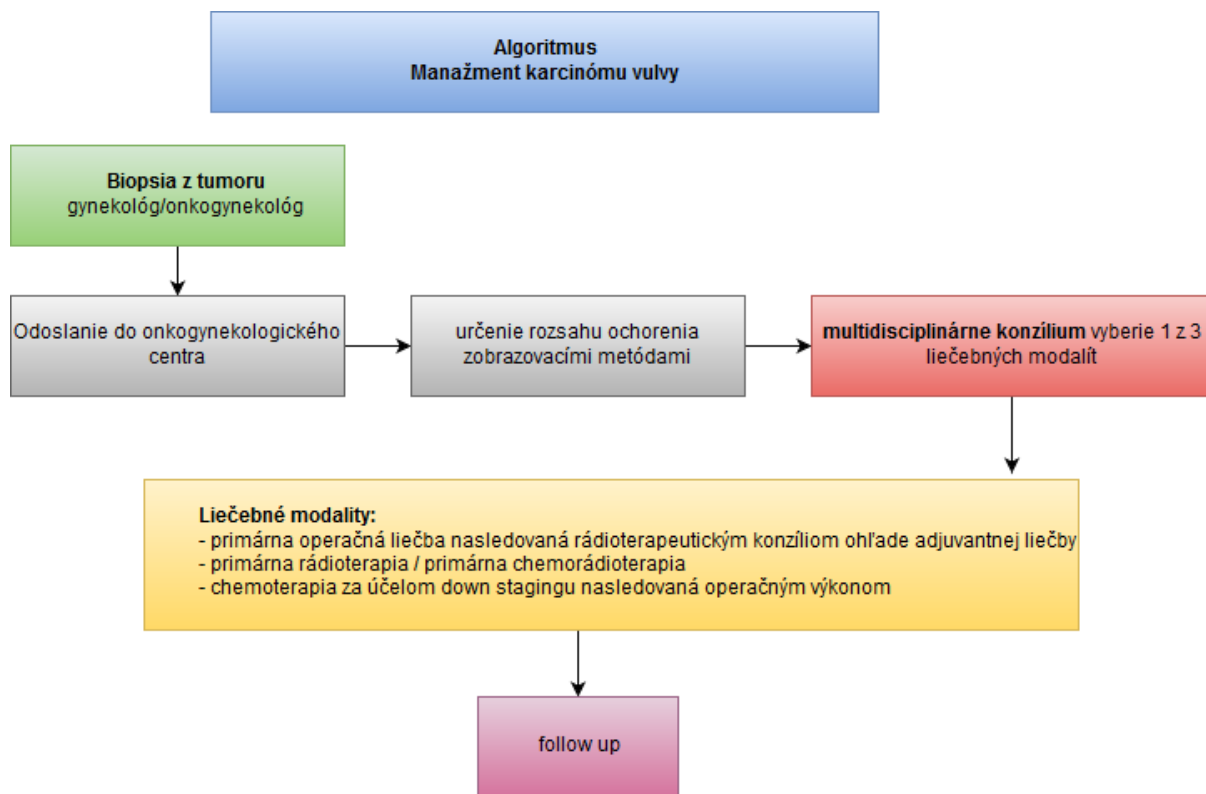 Algoritmus
Manažment karcinómu vulvy
Biopsia z tumoru
gynekológ/onkogynekológ
Odoslanie do onkogynekologického
centra
určenie rozsahu ochorenia
zobrazovacími metódami
multidisciplinárne konzílium vyberie 1 z 3
liečebných modalít
Liečebné modality:
- primárna operačná liečba nasledovaná rádioterapeutickým konzíliom ohľade adjuvantnej liečby
- primárna rádioterapia / primárna chemorádioterapia
- chemoterapia za účelom down stagingu nasledovaná operačným výkonom
follow up